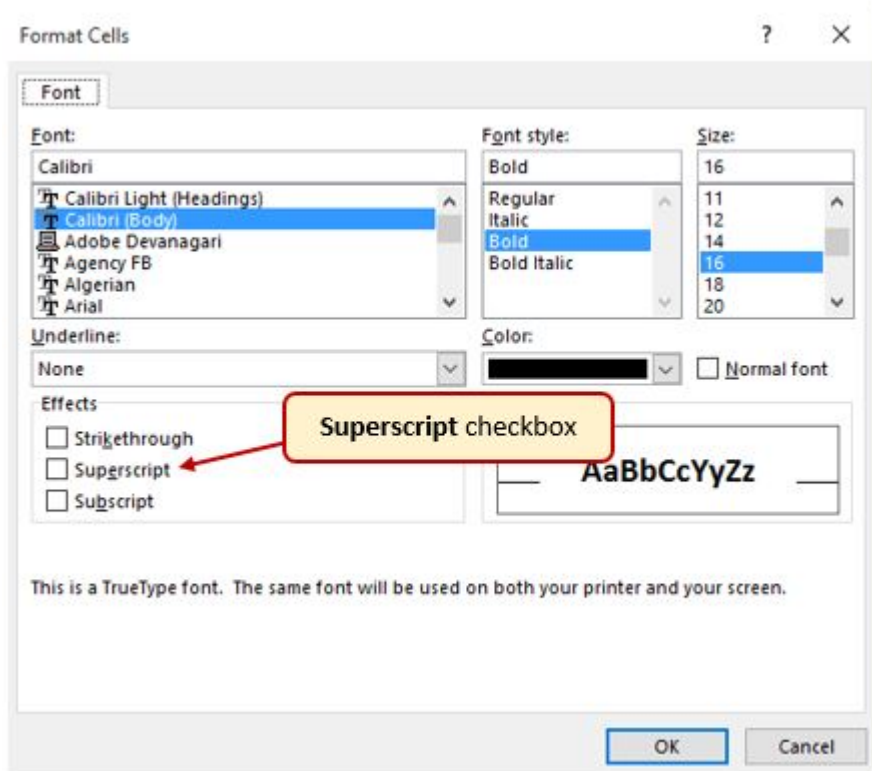 Format Cells
Font
Font: Font style: Size:
Calibri Bold 16
Calibri Light (Headings) Regular 11
Calibri (Body) Italic 12
Adobe Devanagari Bold 14
Agency FB Bold Italic 16
Algerian 18
Arial 20
Underline: Color:
None Normal font
Effects
Strikethrough
Superscript
Subscript
Superscript checkbox
AaBbCcYyZz
This is a TrueType font. The same font will be used on both your printer and your screen.
OK Cancel